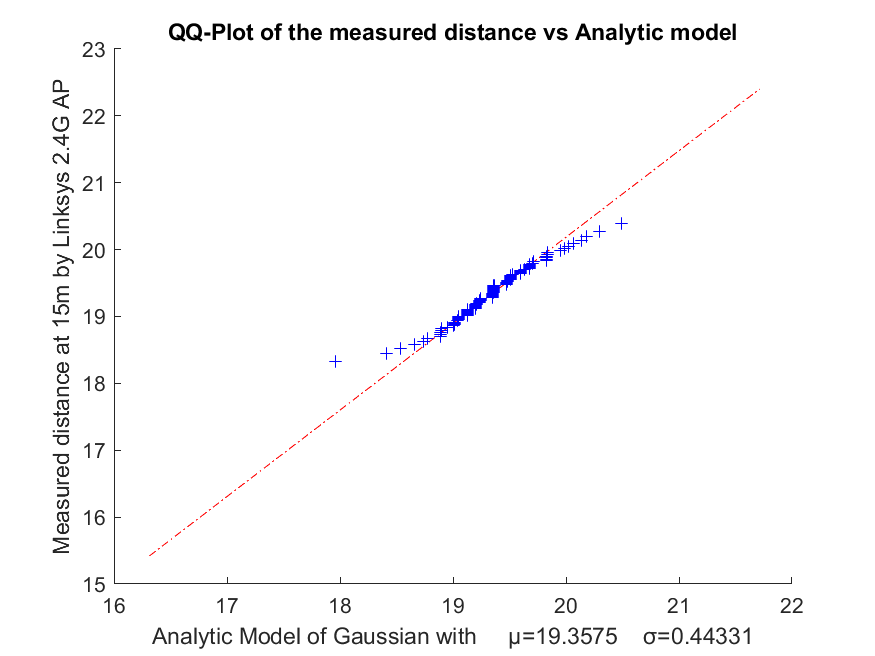 QQ-Plot of the measured distance vs Analytic model
Measured distance at 15m by Linksys 2.4G AP
23
22
21
20
19
18
17
16
15
16 17 18 19 20 21 22
Analytic Model of Gaussian with μ=19.3575 σ=0.44331